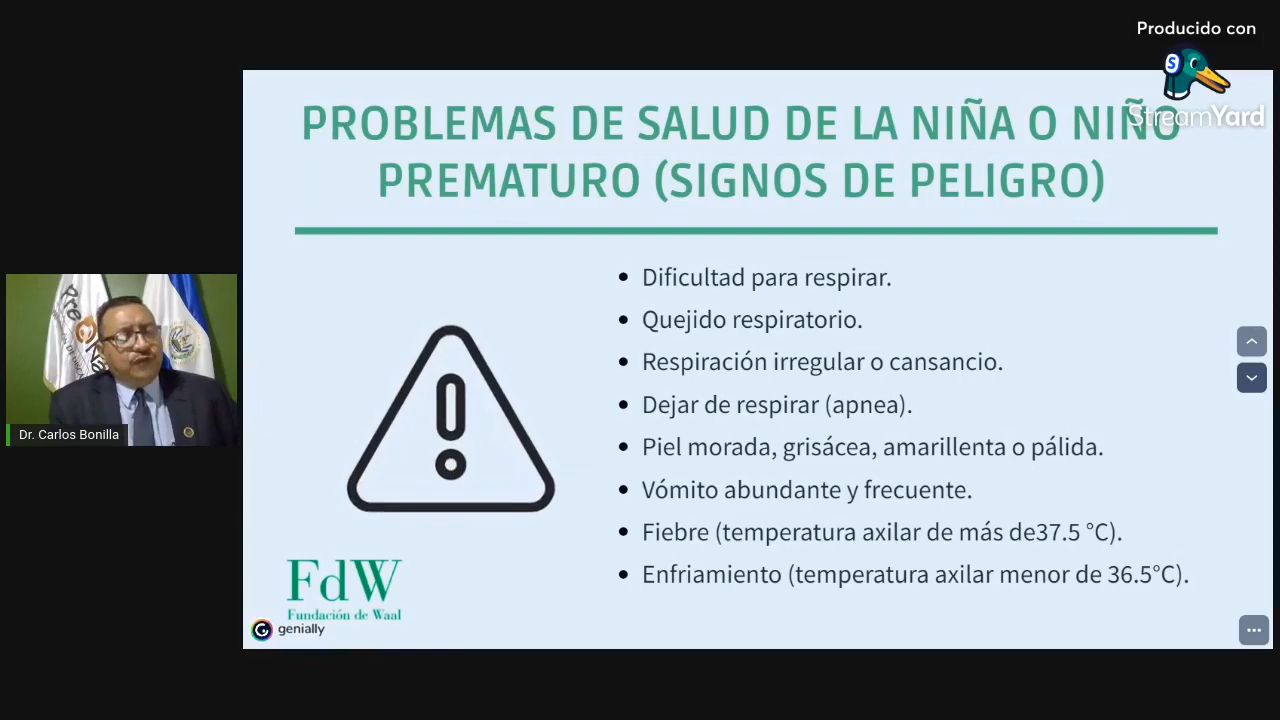 Producido con
StreamYard
PROBLEMAS DE SALUD DE LA NIÑA O NIÑO
PREMATURO (SIGNOS DE PELIGRO)
Dificultad para respirar.
Quejido respiratorio.
Respiración irregular o cansancio.
Dejar de respirar (apnea).
Piel morada, grisácea, amarillenta o pálida.
Vómito abundante y frecuente.
Fiebre (temperatura axilar de más de37.5 °C).
Enfriamiento (temperatura axilar menor de 36.5°C).
FdW
Fundación de Waal
genially
Dr. Carlos Bonilla